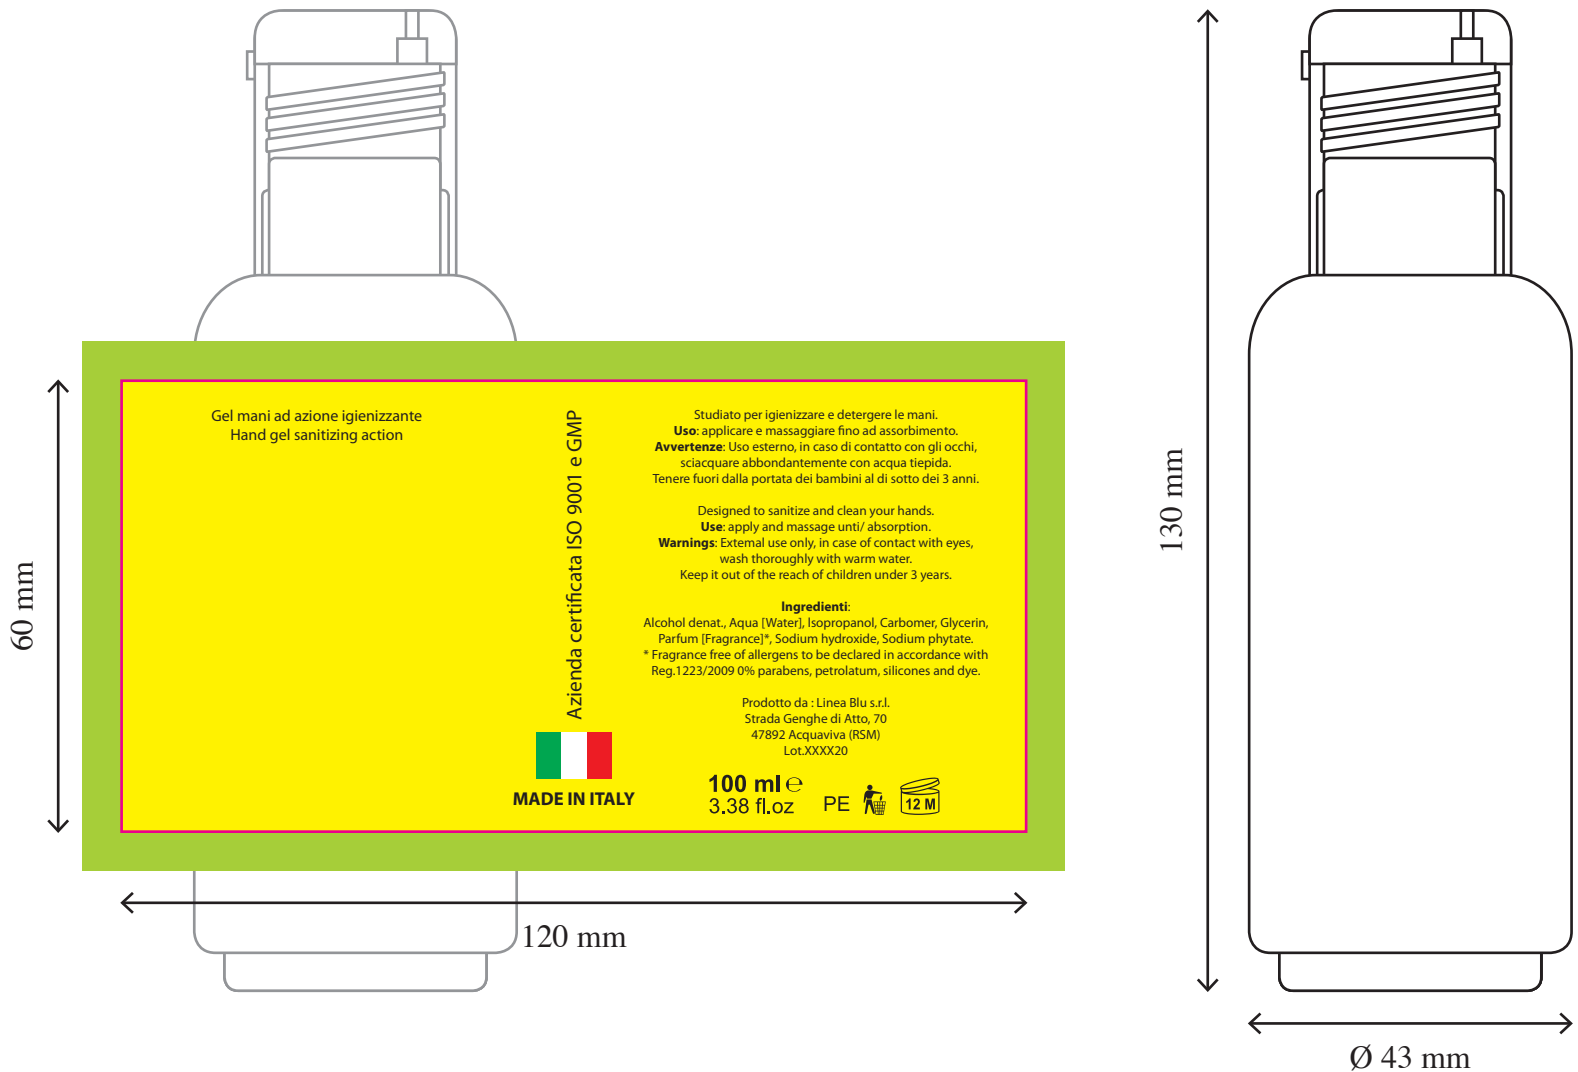 Gel mani ad azione igienizzante
Hand gel sanitizing action
Azienda certificata ISO 9001 e GMP
MADE IN ITALY
Studiato per igienizzare e detergere le mani.
Uso: applicare e massaggiare fino ad assorbimento.
Avvertenze: Uso esterno, in caso di contatto con gli occhi,
sciacquare abbondantemente con acqua tiepida.
Tenere fuori dalla portata dei bambini al di sotto dei 3 anni.
Designed to sanitize and clean your hands.
Use: apply and massage unti/ absorption.
Warnings: Extemal use only, in case of contact with eyes,
wash thoroughly with warm water.
Keep it out of the reach of children under 3 years.
Ingredienti:
Alcohol denat., Aqua [Water], lsopropanol, Carbomer, Glycerin,
Parfum [Fragrance]*, Sodium hydroxide, Sodium phytate.
* Fragrance free of allergens to be declared in accordance with
Reg.1223/2009 0% parabens, petrolatum, silicones and dye.
Prodotto da : Linea Blu s.r.l.
Strada Genghe di Atto, 70
47892 Acquaviva (RSM)
Lot.XXXX20
100 ml ℮
3.38 fl.oz
PE
12 M
60 mm
120 mm
130 mm
Ø 43 mm